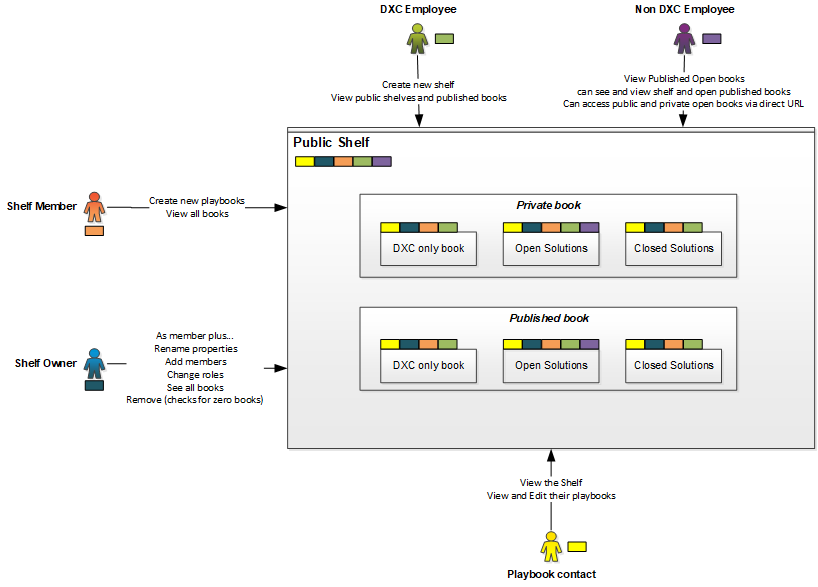 DXC Employee
Non DXC Employee
Create new shelf
View public shelves and published books
View Published Open books
can see and view shelf and open published books
Can access public and private open books via direct URL
Public Shelf
Shelf Member
Create new playbooks
View all books
Private book
DXC only book
Open Solutions
Closed Solutions
Published book
DXC only book
Open Solutions
Closed Solutions
Shelf Owner
As member plus...
Rename properties
Add members
Change roles
See all books
Remove (checks for zero books)
View the Shelf
View and Edit their playbooks
Playbook contact